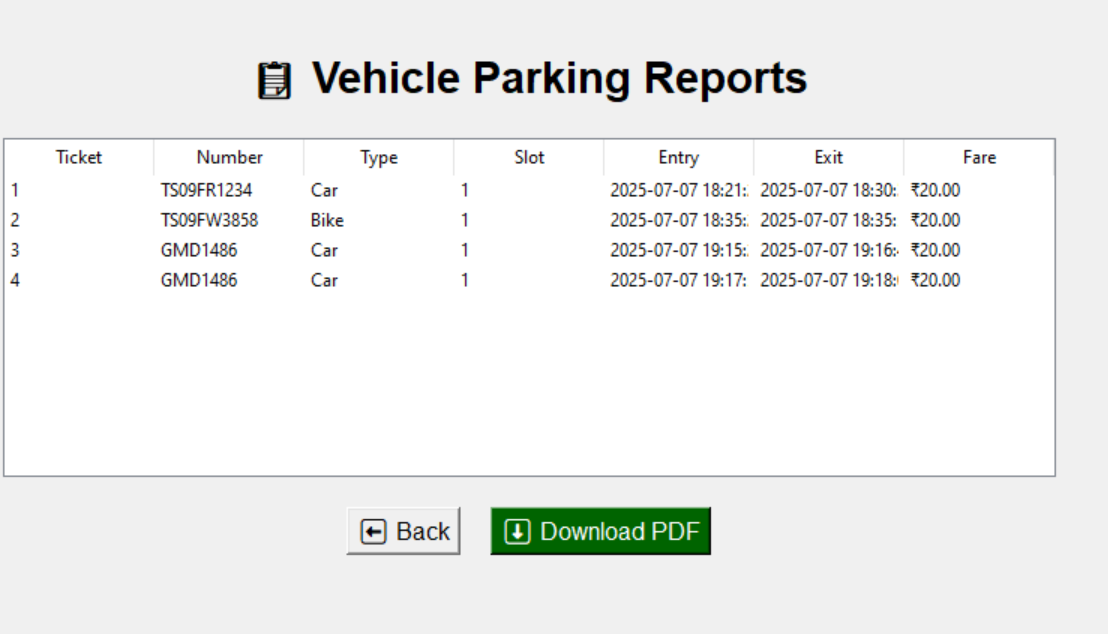 📋 Vehicle Parking Reports
Ticket Number Type Slot Entry Exit Fare
1 TS09FR1234 Car 1 2025-07-07 18:21: 2025-07-07 18:30: ₹20.00
2 TS09FW3858 Bike 1 2025-07-07 18:35: 2025-07-07 18:35: ₹20.00
3 GMD1486 Car 1 2025-07-07 19:15: 2025-07-07 19:16: ₹20.00
4 GMD1486 Car 1 2025-07-07 19:17: 2025-07-07 19:18: ₹20.00
Back Download PDF